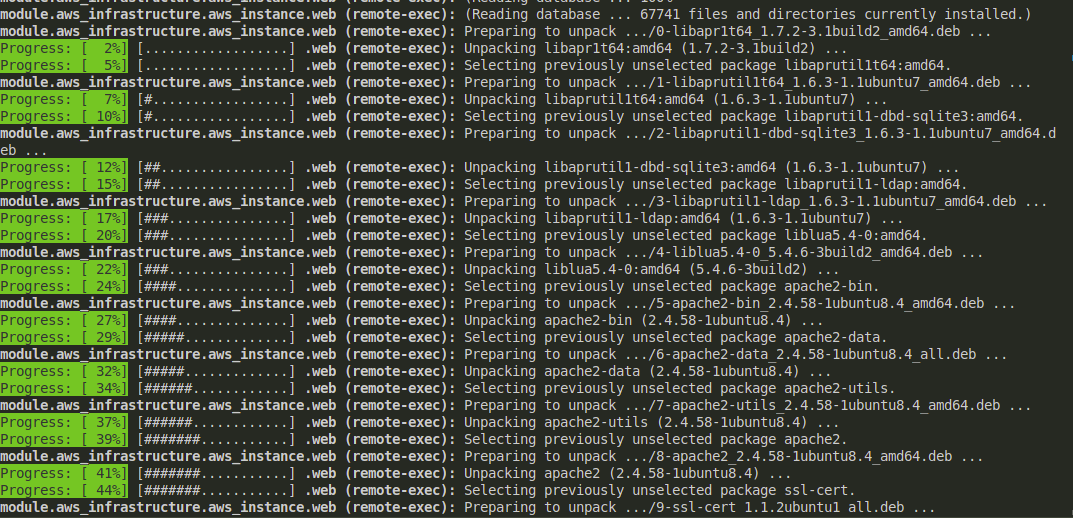 module.aws_infrastructure.aws_instance.web (remote-exec): (Reading database ... 100%
module.aws_infrastructure.aws_instance.web (remote-exec): (Reading database ... 67741 files and directories currently installed.)
module.aws_infrastructure.aws_instance.web (remote-exec): Preparing to unpack .../0-libapr1t64_1.7.2-3.1build2_amd64.deb ...
Progress: [  2%] [..................] .web (remote-exec): Unpacking libapr1t64:amd64 (1.7.2-3.1build2) ...
Progress: [  5%] [..................] .web (remote-exec): Selecting previously unselected package libaprutil1t64:amd64.
module.aws_infrastructure.aws_instance.web (remote-exec): Preparing to unpack .../1-libaprutil1t64_1.6.3-1.1ubuntu7_amd64.deb ...
Progress: [  7%] [#.................] .web (remote-exec): Unpacking libaprutil1t64:amd64 (1.6.3-1.1ubuntu7) ...
Progress: [ 10%] [#.................] .web (remote-exec): Selecting previously unselected package libaprutil1-dbd-sqlite3:amd64.
module.aws_infrastructure.aws_instance.web (remote-exec): Preparing to unpack .../2-libaprutil1-dbd-sqlite3_1.6.3-1.1ubuntu7_amd64.d
eb ...
Progress: [ 12%] [##................] .web (remote-exec): Unpacking libaprutil1-dbd-sqlite3:amd64 (1.6.3-1.1ubuntu7) ...
Progress: [ 15%] [##................] .web (remote-exec): Selecting previously unselected package libaprutil1-ldap:amd64.
module.aws_infrastructure.aws_instance.web (remote-exec): Preparing to unpack .../3-libaprutil1-ldap_1.6.3-1.1ubuntu7_amd64.deb ...
Progress: [ 17%] [###...............] .web (remote-exec): Unpacking libaprutil1-ldap:amd64 (1.6.3-1.1ubuntu7) ...
Progress: [ 20%] [###...............] .web (remote-exec): Selecting previously unselected package liblua5.4-0:amd64.
module.aws_infrastructure.aws_instance.web (remote-exec): Preparing to unpack .../4-liblua5.4-0_5.4.6-3build2_amd64.deb ...
Progress: [ 22%] [###...............] .web (remote-exec): Unpacking liblua5.4-0:amd64 (5.4.6-3build2) ...
Progress: [ 24%] [####..............] .web (remote-exec): Selecting previously unselected package apache2-bin.
module.aws_infrastructure.aws_instance.web (remote-exec): Preparing to unpack .../5-apache2-bin_2.4.58-1ubuntu8.4_amd64.deb ...
Progress: [ 27%] [####..............] .web (remote-exec): Unpacking apache2-bin (2.4.58-1ubuntu8.4) ...
Progress: [ 29%] [#####.............] .web (remote-exec): Selecting previously unselected package apache2-data.
module.aws_infrastructure.aws_instance.web (remote-exec): Preparing to unpack .../6-apache2-data_2.4.58-1ubuntu8.4_all.deb ...
Progress: [ 32%] [#####.............] .web (remote-exec): Unpacking apache2-data (2.4.58-1ubuntu8.4) ...
Progress: [ 34%] [######............] .web (remote-exec): Selecting previously unselected package apache2-utils.
module.aws_infrastructure.aws_instance.web (remote-exec): Preparing to unpack .../7-apache2-utils_2.4.58-1ubuntu8.4_amd64.deb ...
Progress: [ 37%] [######............] .web (remote-exec): Unpacking apache2-utils (2.4.58-1ubuntu8.4) ...
Progress: [ 39%] [#######...........] .web (remote-exec): Selecting previously unselected package apache2.
module.aws_infrastructure.aws_instance.web (remote-exec): Preparing to unpack .../8-apache2_2.4.58-1ubuntu8.4_amd64.deb ...
Progress: [ 41%] [#######...........] .web (remote-exec): Unpacking apache2 (2.4.58-1ubuntu8.4) ...
Progress: [ 44%] [#######...........] .web (remote-exec): Selecting previously unselected package ssl-cert.
module.aws_infrastructure.aws_instance.web (remote-exec): Preparing to unpack .../9-ssl-cert_1.1.2ubuntu1_all.deb ...